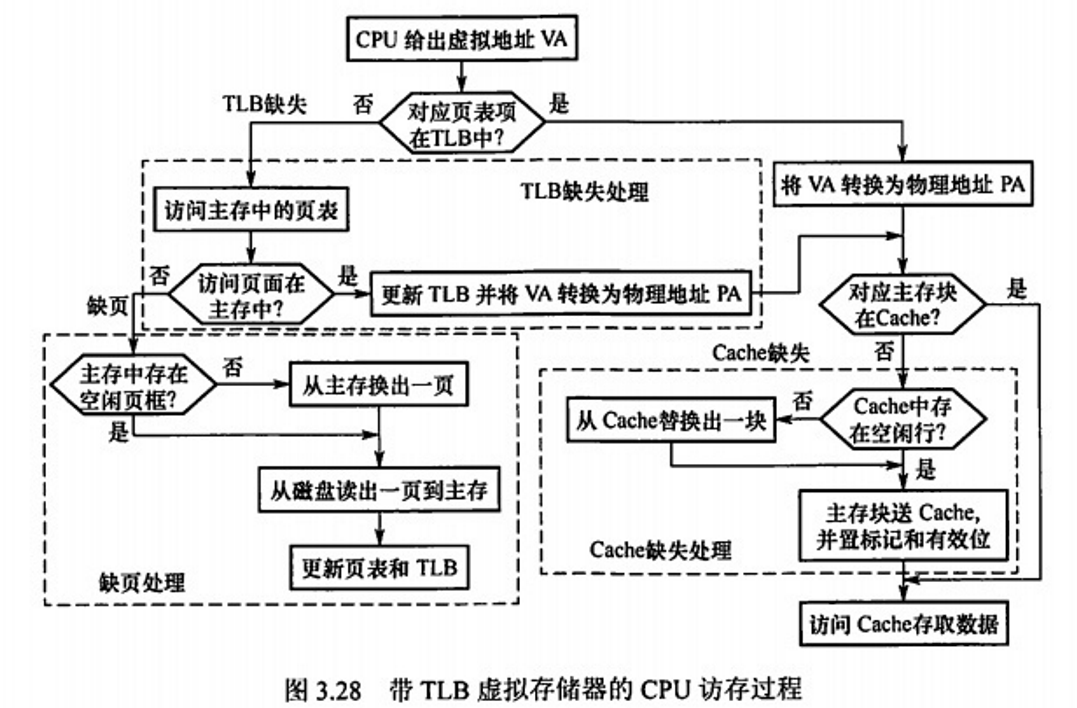 CPU 给出虚拟地址 VA
TLB缺失
否
对应页表项
在TLB中?
是
访问主存中的页表
TLB缺失处理
将 VA 转换为物理地址 PA
否
缺页
访问页面在
主存中?
是
更新 TLB 并将 VA 转换为物理地址 PA
对应主存块
在Cache?
是
否
Cache缺失
主存中存在
空闲页框?
否
是
从主存换出一页
从磁盘读出一页到主存
更新页表和 TLB
缺页处理
Cache中存
在空闲行?
否
是
从 Cache替换出一块
主存块送 Cache,
并置标记和有效位
Cache缺失处理
访问 Cache存取数据
图 3.28 带 TLB 虚拟存储器的 CPU 访存过程